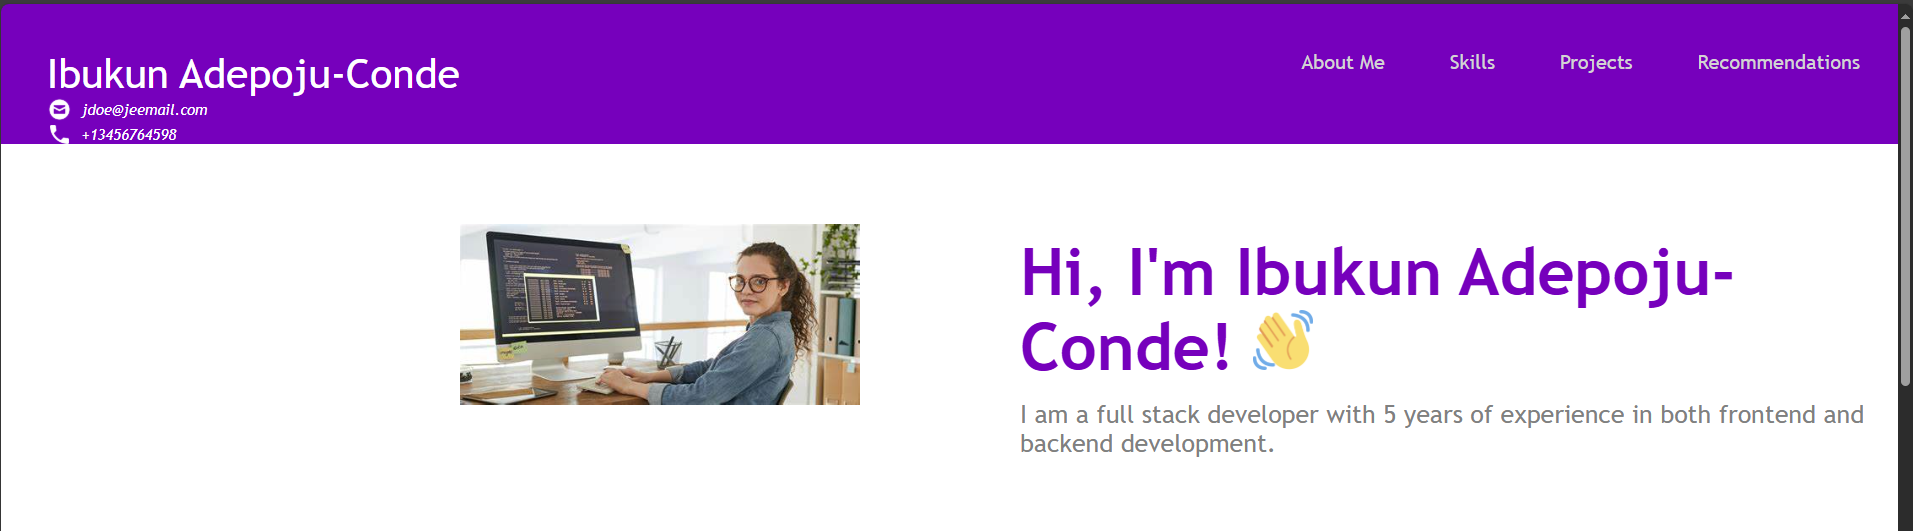 Ibukun Adepoju-Conde
jdoe@jeemail.com
+13456764598
About Me
Skills
Projects
Recommendations
Hi, I'm Ibukun Adepoju-
Conde! 👋
I am a full stack developer with 5 years of experience in both frontend and
backend development.